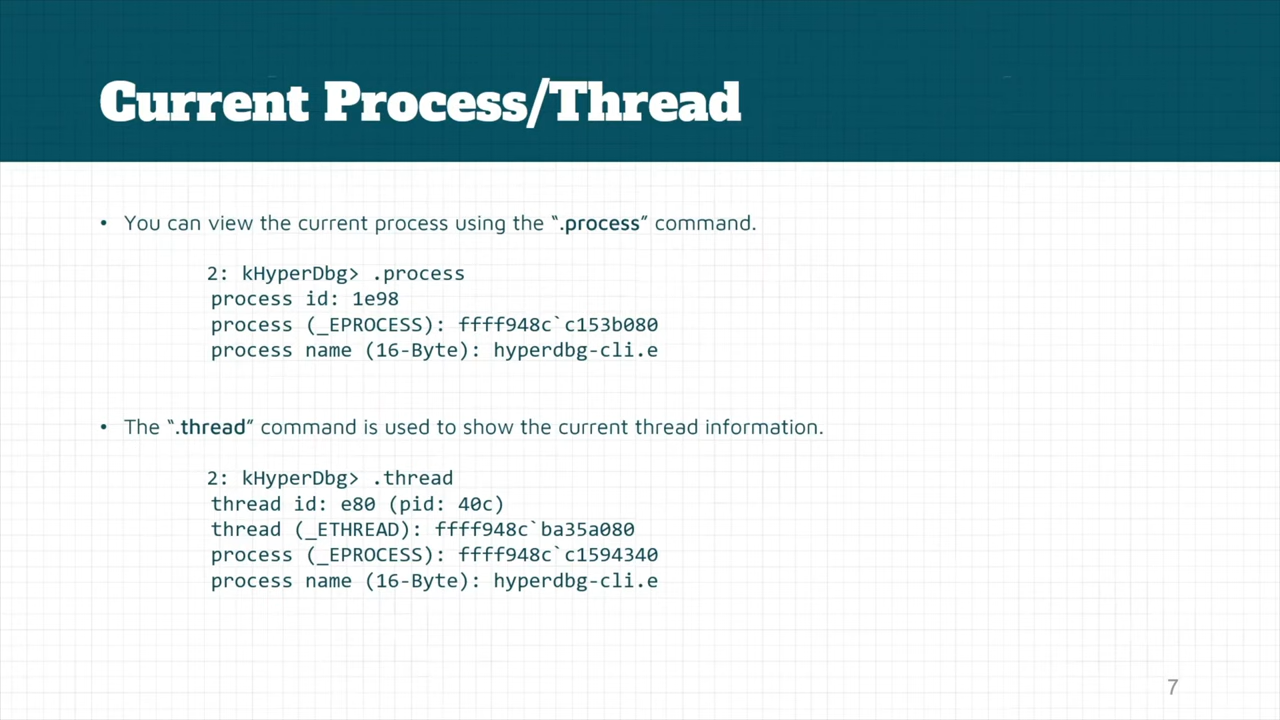 Current Process/Thread
• You can view the current process using the “.process” command.
2: kHyperDbg> .process
process id: 1e98
process (_EPROCESS): ffff948c`c153b080
process name (16-Byte): hyperdbg-cli.e
• The “.thread” command is used to show the current thread information.
2: kHyperDbg> .thread
thread id: e80 (pid: 40c)
thread (_ETHREAD): ffff948c`ba35a080
process (_EPROCESS): ffff948c`c1594340
process name (16-Byte): hyperdbg-cli.e
7